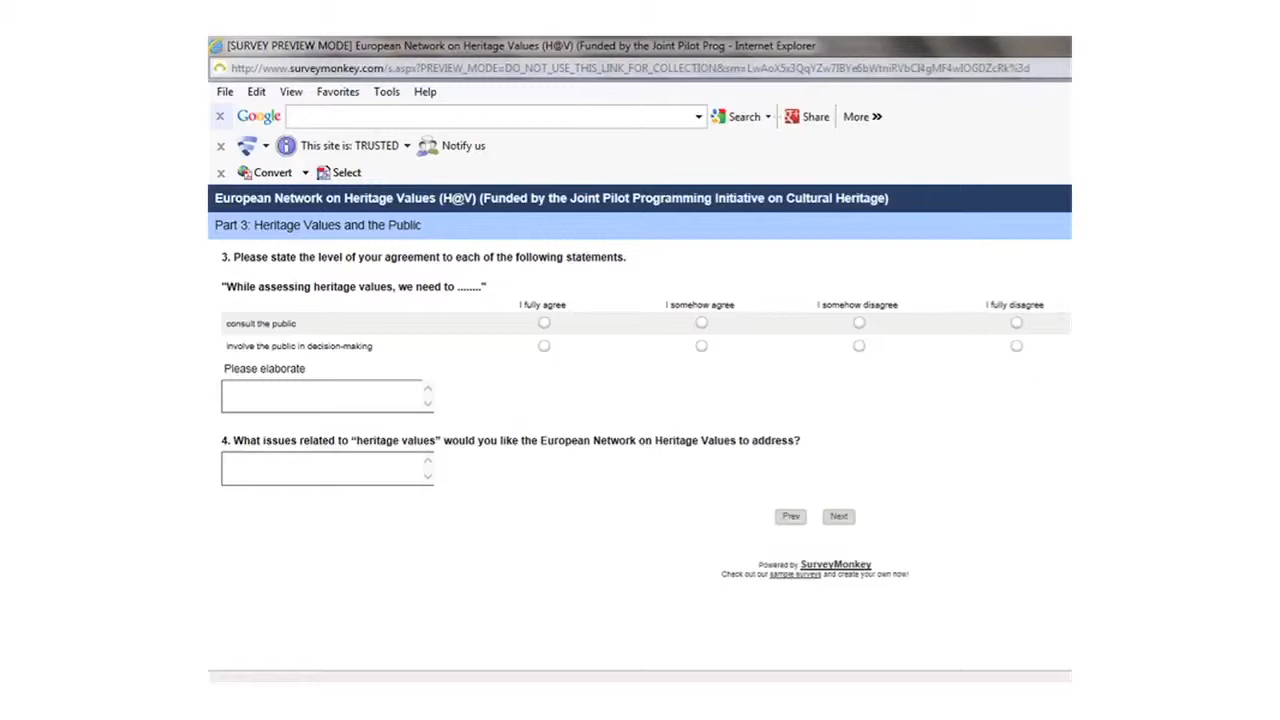 [SURVEY PREVIEW MODE] European Network on Heritage Values (H@V) (Funded by the Joint Pilot Prog - Internet Explorer
File Edit View Favorites Tools Help
Google Search Share More
This site is: TRUSTED Notify us
Convert Select
European Network on Heritage Values (H@V) (Funded by the Joint Pilot Programming Initiative on Cultural Heritage)
Part 3: Heritage Values and the Public
3. Please state the level of your agreement to each of the following statements.
"While assessing heritage values, we need to ........"
I fully agree I somehow agree I somehow disagree I fully disagree
consult the public
involve the public in decision-making
Please elaborate
4. What issues related to “heritage values” would you like the European Network on Heritage Values to address?
Prev Next
Powered by SurveyMonkey
Check out our sample surveys and create your own now!